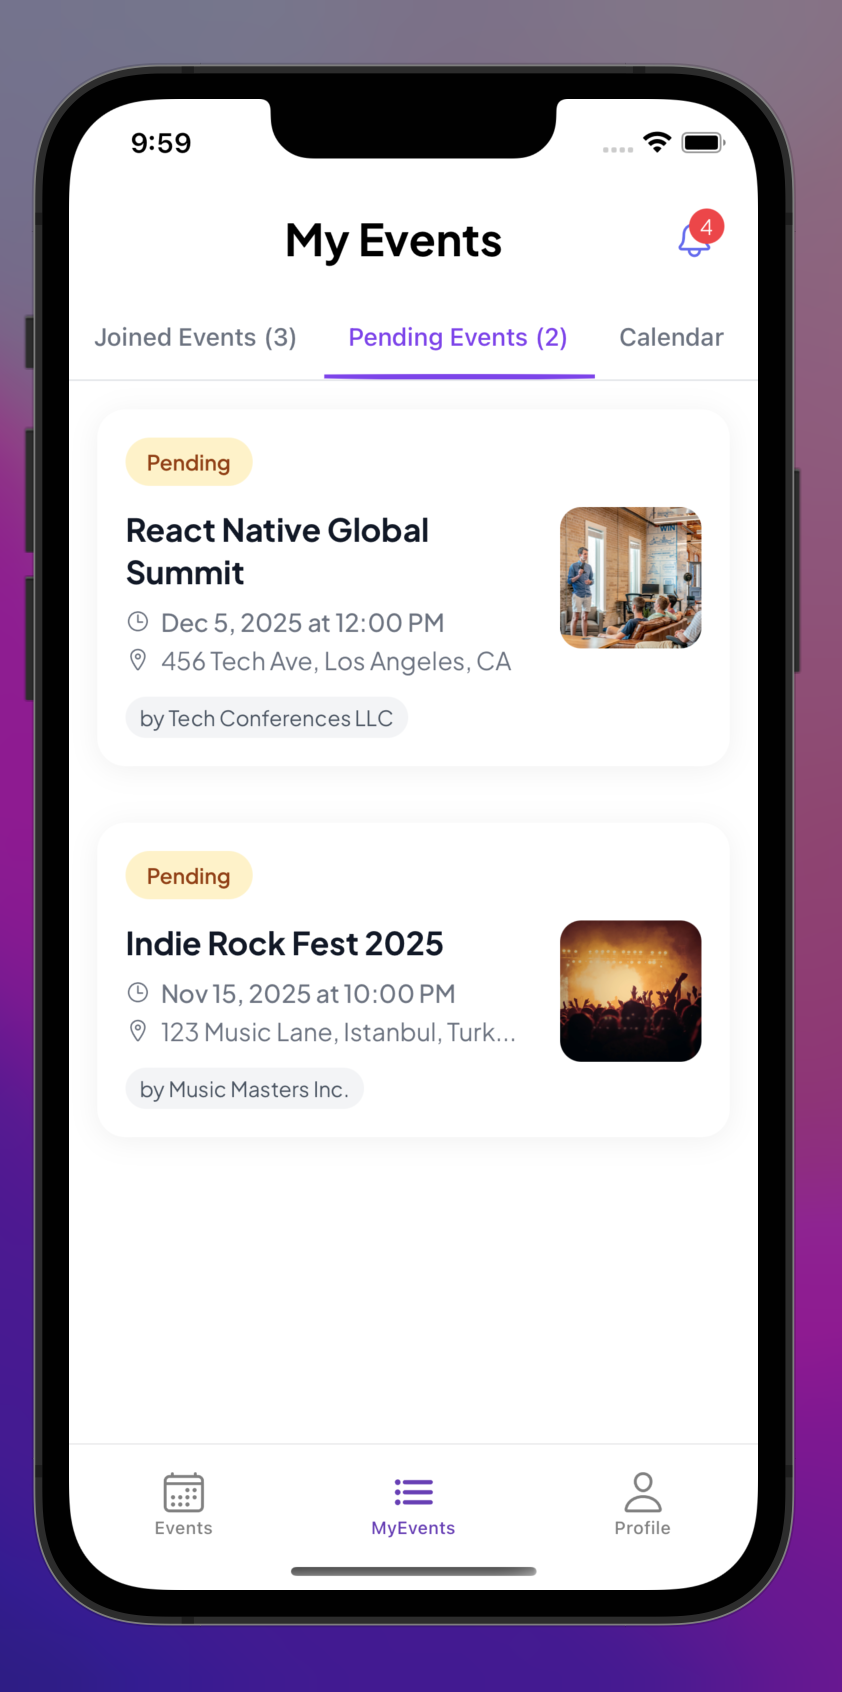 9:59
My Events
4
Joined Events (3)
Pending Events (2)
Calendar
Pending
React Native Global
Summit
Dec 5, 2025 at 12:00 PM
456 Tech Ave, Los Angeles, CA
by Tech Conferences LLC
Pending
Indie Rock Fest 2025
Nov 15, 2025 at 10:00 PM
123 Music Lane, Istanbul, Turk...
by Music Masters Inc.
Events
MyEvents
Profile